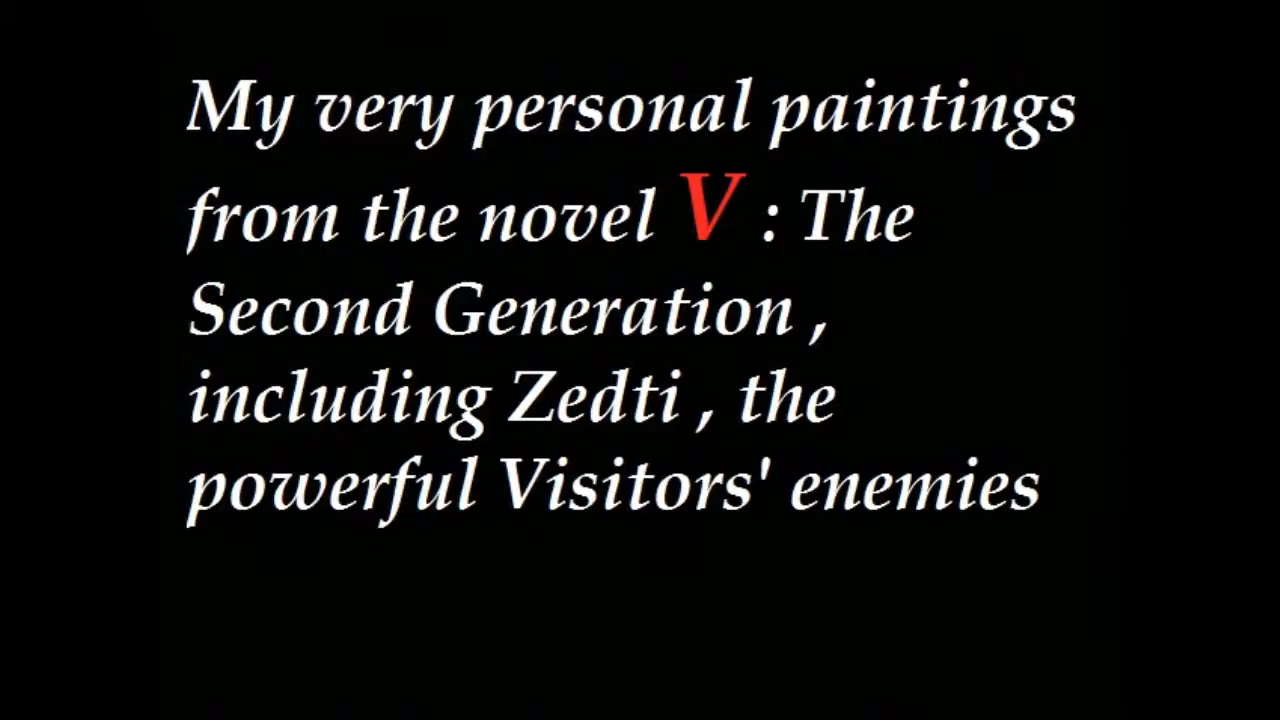 My very personal paintings
from the novel V : The
Second Generation ,
including Zedti , the
powerful Visitors' enemies